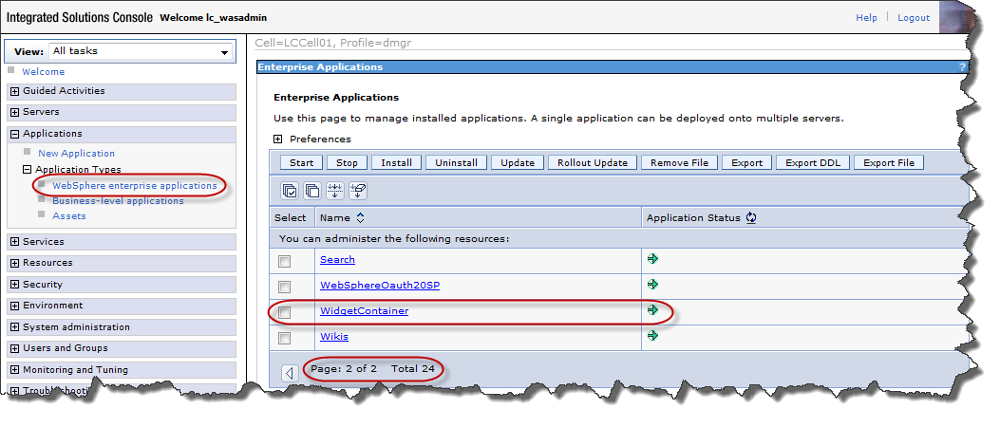 Integrated Solutions Console Welcome lc_wasadmin
Help Logout
View: All tasks
Welcome
Guided Activities
Servers
Applications
New Application
Application Types
WebSphere enterprise applications
Business-level applications
Assets
Services
Resources
Security
Environment
System administration
Users and Groups
Monitoring and Tuning
Cell=LCCell01, Profile=dmgr
Enterprise Applications ?
Enterprise Applications
Use this page to manage installed applications. A single application can be deployed onto multiple servers.
Preferences
Start Stop Install Uninstall Update Rollout Update Remove File Export Export DDL Export File
Select Name Application Status
You can administer the following resources:
Search
WebSphereOauth20SP
WidgetContainer
Wikis
Page: 2 of 2 Total 24